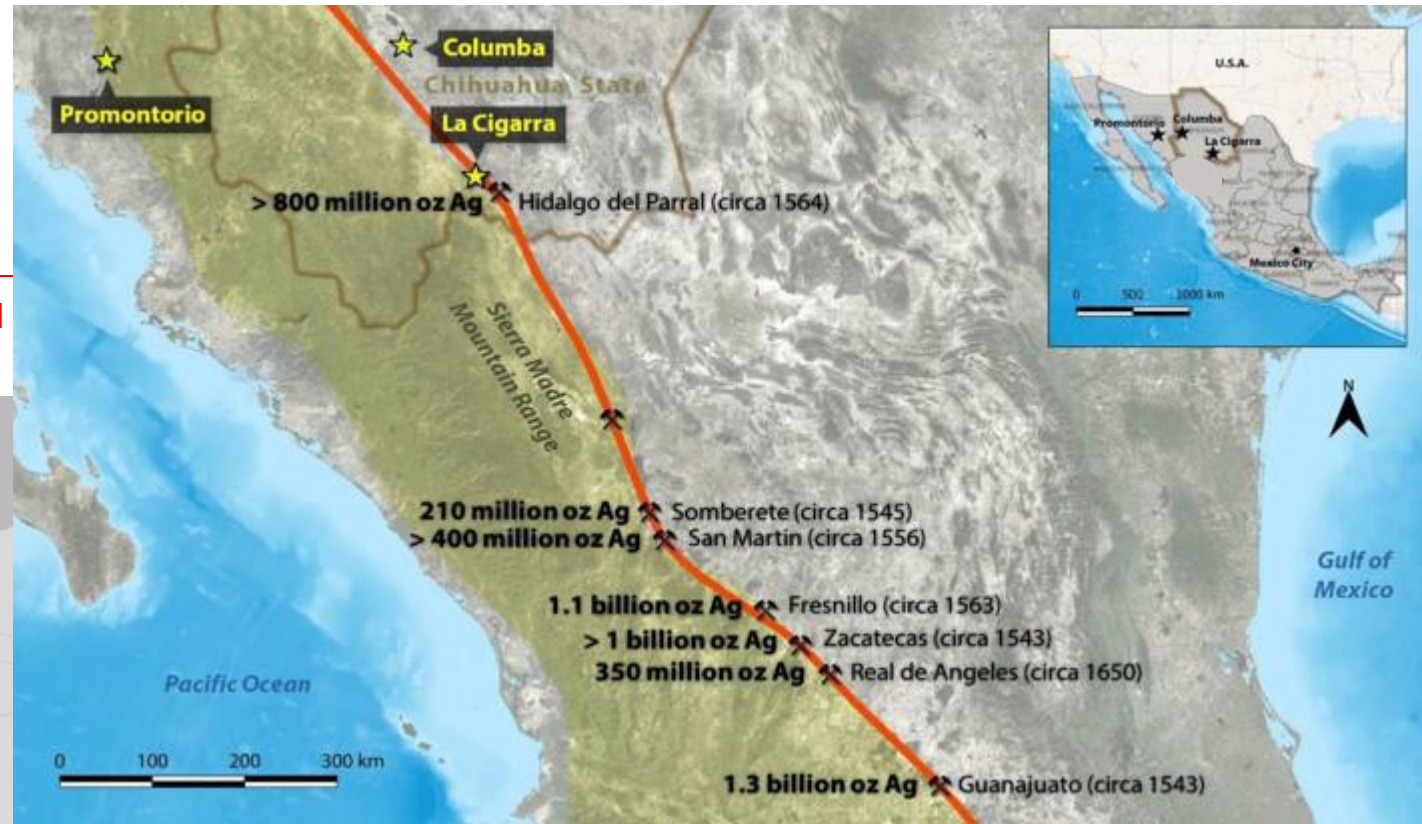 Columba
Chihuahua State
Promontorio
La Cigarra
> 800 million oz Ag Hidalgo del Parral (circa 1564)
Sierra Madre
Mountain Range
210 million oz Ag Somberete (circa 1545)
> 400 million oz Ag San Martin (circa 1556)
1.1 billion oz Ag Fresnillo (circa 1563)
> 1 billion oz Ag Zacatecas (circa 1543)
350 million oz Ag Real de Angeles (circa 1650)
1.3 billion oz Ag Guanajuato (circa 1543)
Pacific Ocean
0 100 200 300 km
Gulf of
Mexico
N
U.S.A.
Promontorio
Columba
La Cigarra
Mexico City
0 500 1000 km